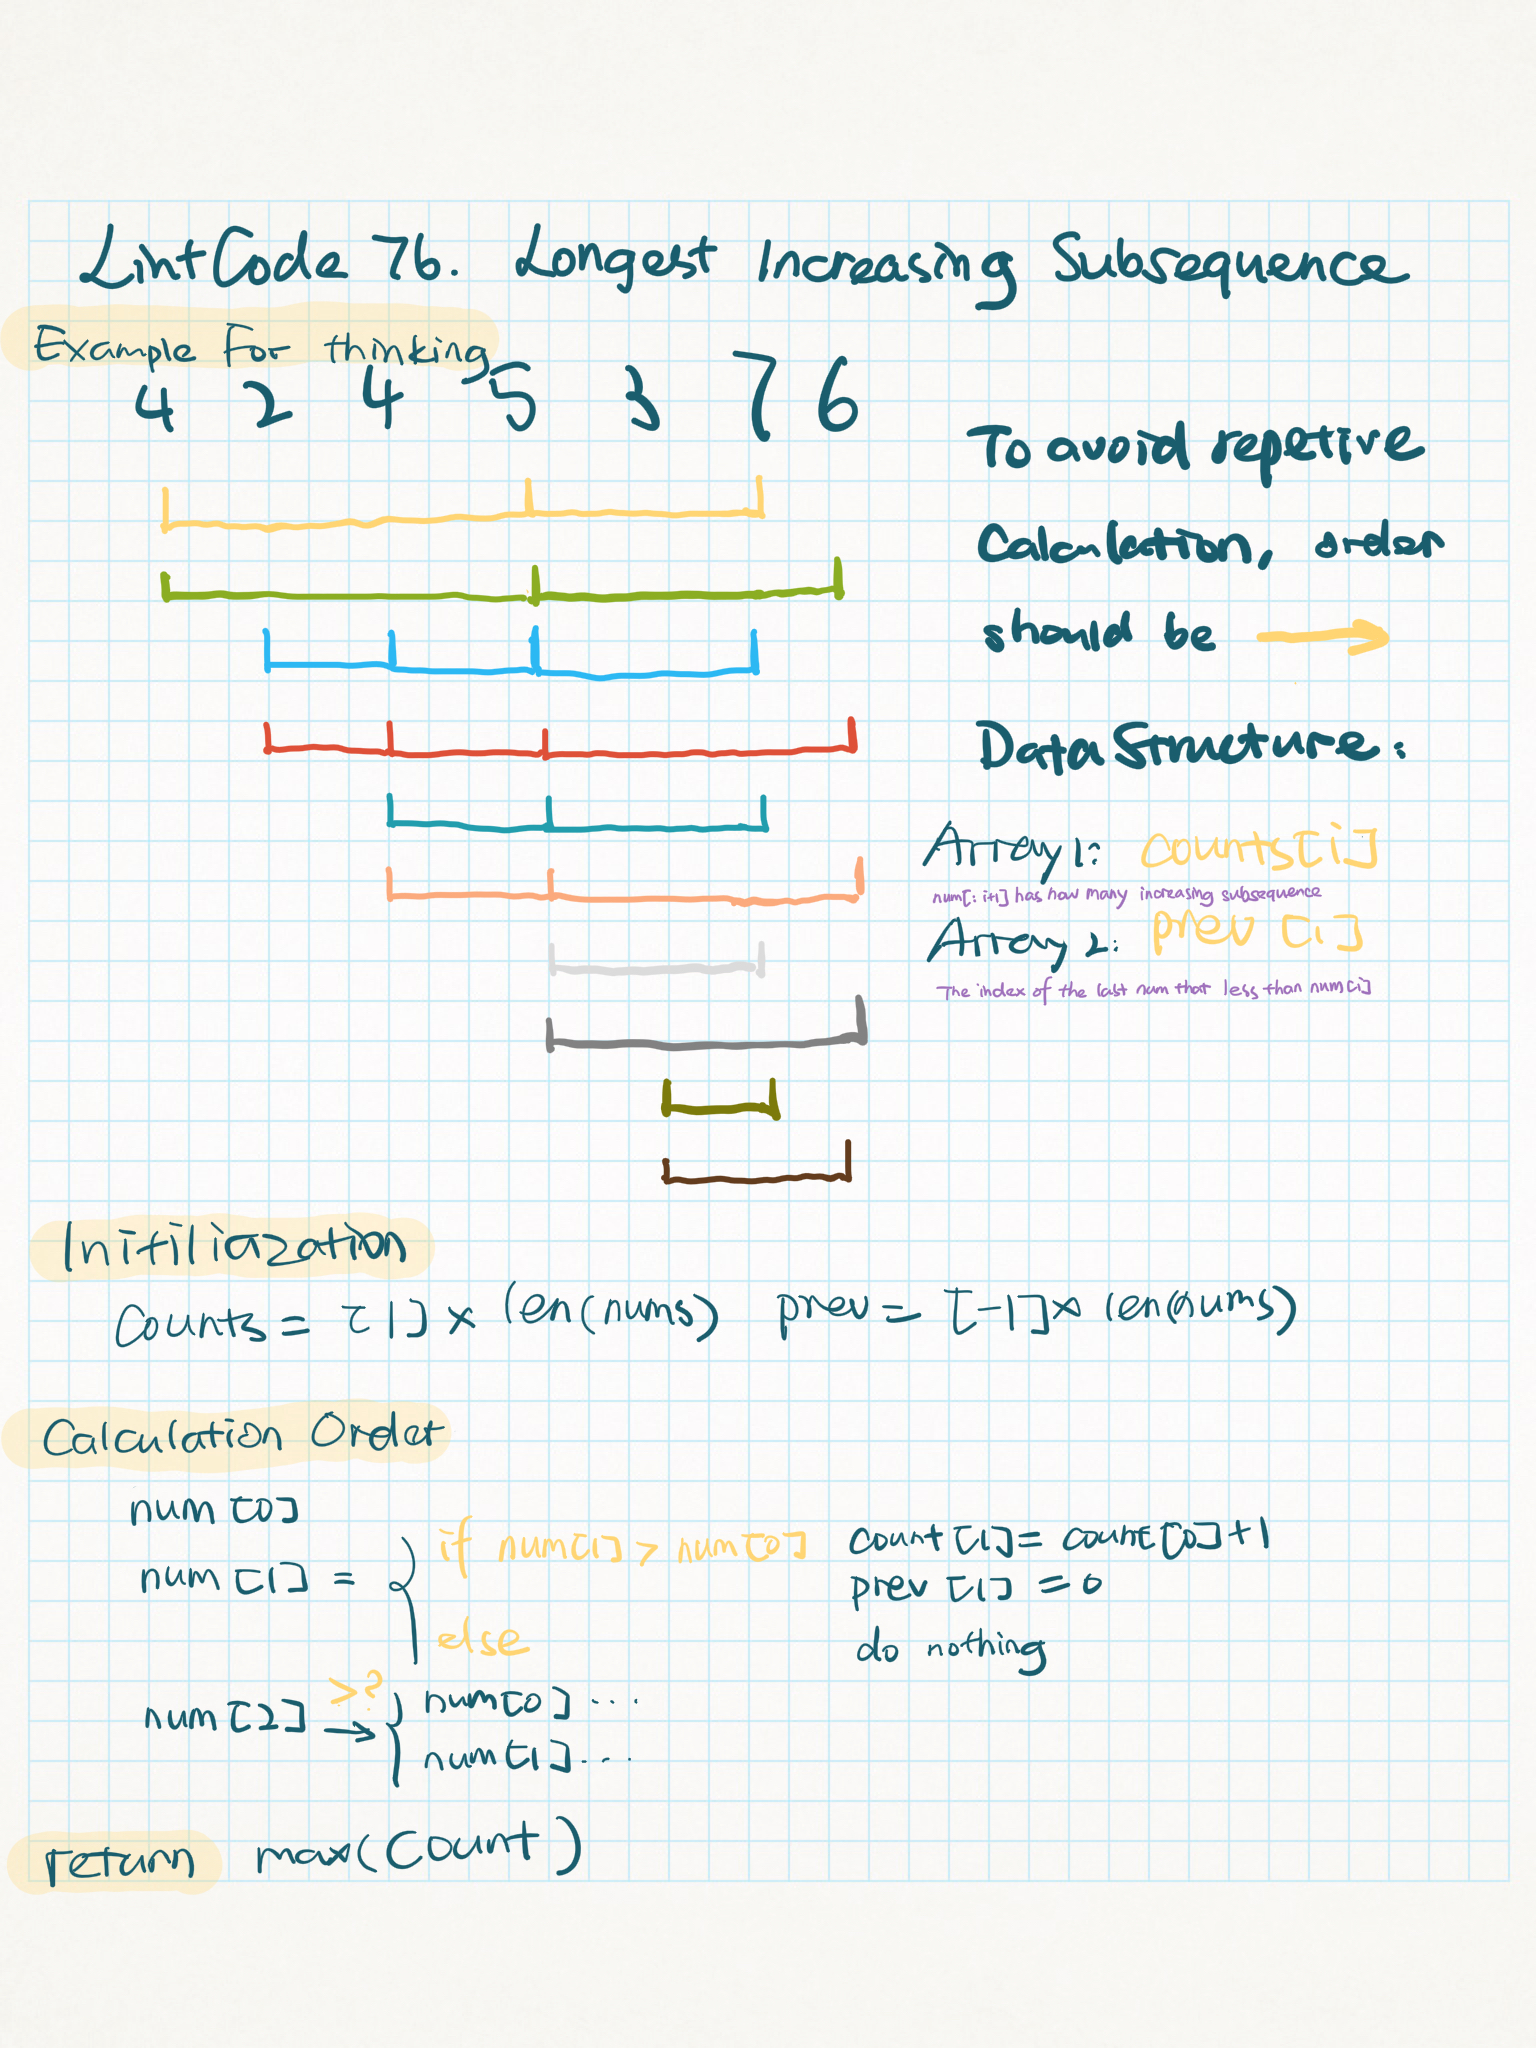 LintCode 76. Longest Increasing Subsequence
Example For thinking
4 2 4 5 3 7 6
To avoid repetive
Calculation, order
should be →
Data Structure:
Array 1: counts[i]
num[: i+1] has how many increasing subsequence
Array 2: prev [i]
The index of the last num that less than num[i]
Initiliazation
Counts = [1] × len(nums) prev = [-1] × len(nums)
Calculation Order
num [0]
num [1] = { if num[1] > num[0] count[1] = count[0]+1
prev [1] = 0
else do nothing
>?
num [2] → { num[0] ...
num[1] ...
return max(Count)